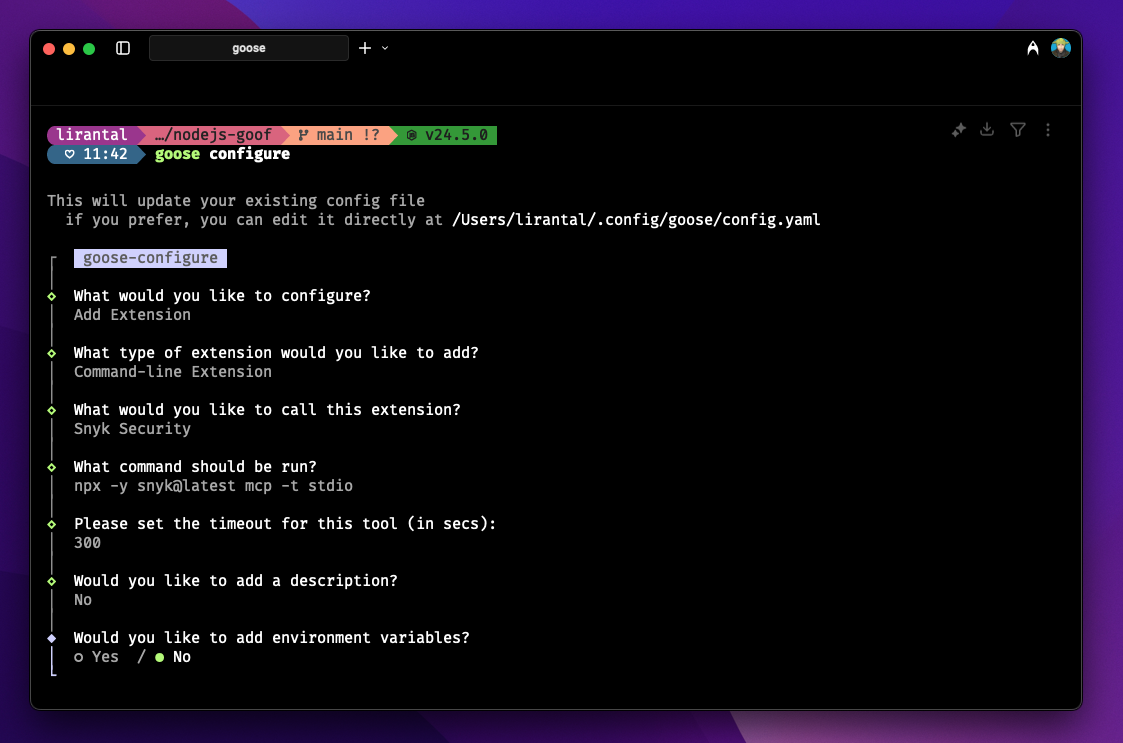 goose
lirantal …/nodejs-goof main !? v24.5.0
11:42 goose configure
This will update your existing config file
if you prefer, you can edit it directly at /Users/lirantal/.config/goose/config.yaml
goose-configure
What would you like to configure?
Add Extension
What type of extension would you like to add?
Command-line Extension
What would you like to call this extension?
Snyk Security
What command should be run?
npx -y snyk@latest mcp -t stdio
Please set the timeout for this tool (in secs):
300
Would you like to add a description?
No
Would you like to add environment variables?
○ Yes / ● No